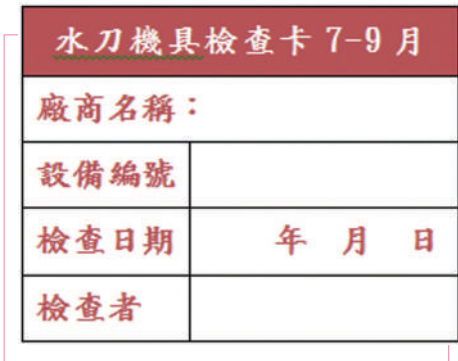 水刀機具檢查卡 7-9 月
廠商名稱：
設備編號
檢查日期 年 月 日
檢查者